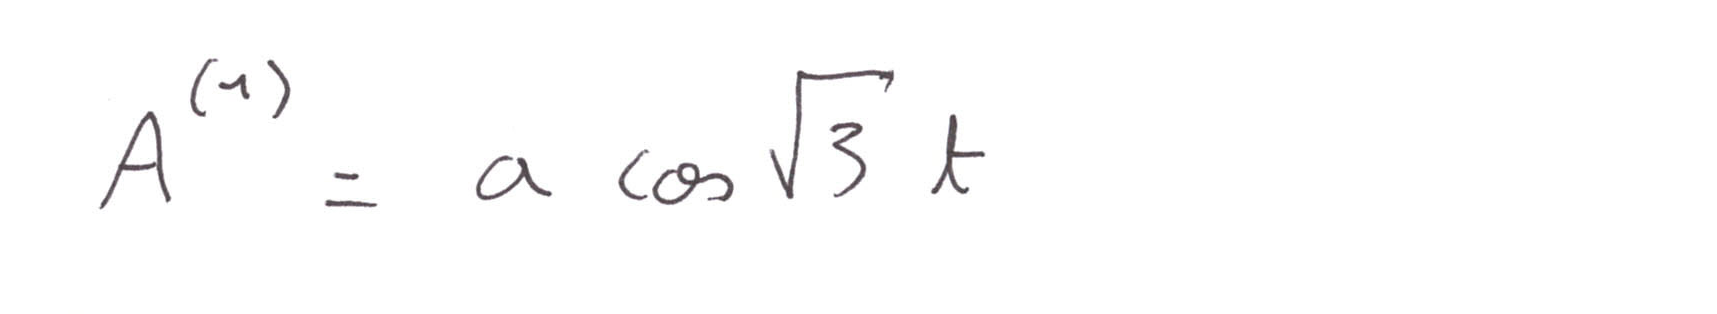 A^{(1)} = a cos √3 t